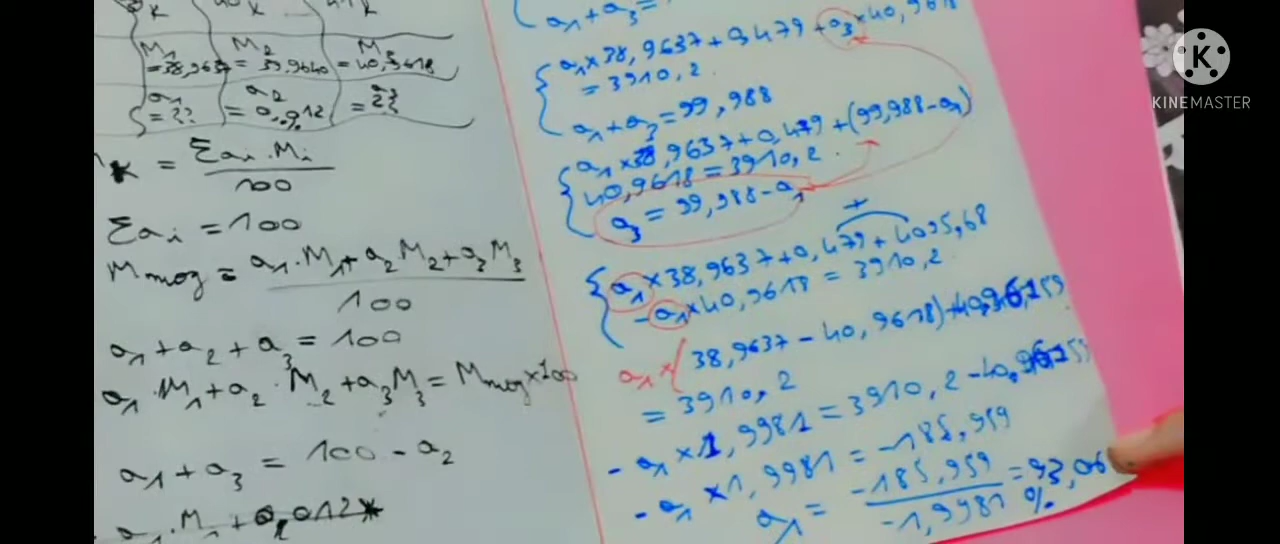 K
K
K
M1 = 38,9637
M2 = 39,9640
M3 = 40,9618
a1 = ??
a2 = 0,012
a3 = ??
K = Σai.Mi / 100
Σai = 100
Mmoy = a1.M1+a2M2+a3M3 / 100
a1+a2+a3 = 100
a1.M1+a2.M2+a3M3 = Mmoy×100
a1+a3 = 100 - a2
a1.M1+0,012×
a1+a3 =
a1×38,9637+0,479+a3×40,9618
= 3910,2
a1+a3 = 99,988
a1×38,9637+0,479+(99,988-a1)
40,9618 = 3910,2
a3 = 99,988-a1
a1×38,9637+0,479+4095,68
-a1×40,9618 = 3910,2
a1×(38,9637-40,9618)+
= 3910,2
-a1×1,9981 = 3910,2-
-a1×1,9981 = -185,959
a1 = -185,959 / -1,9981 = 93,06
%
KINEMASTER